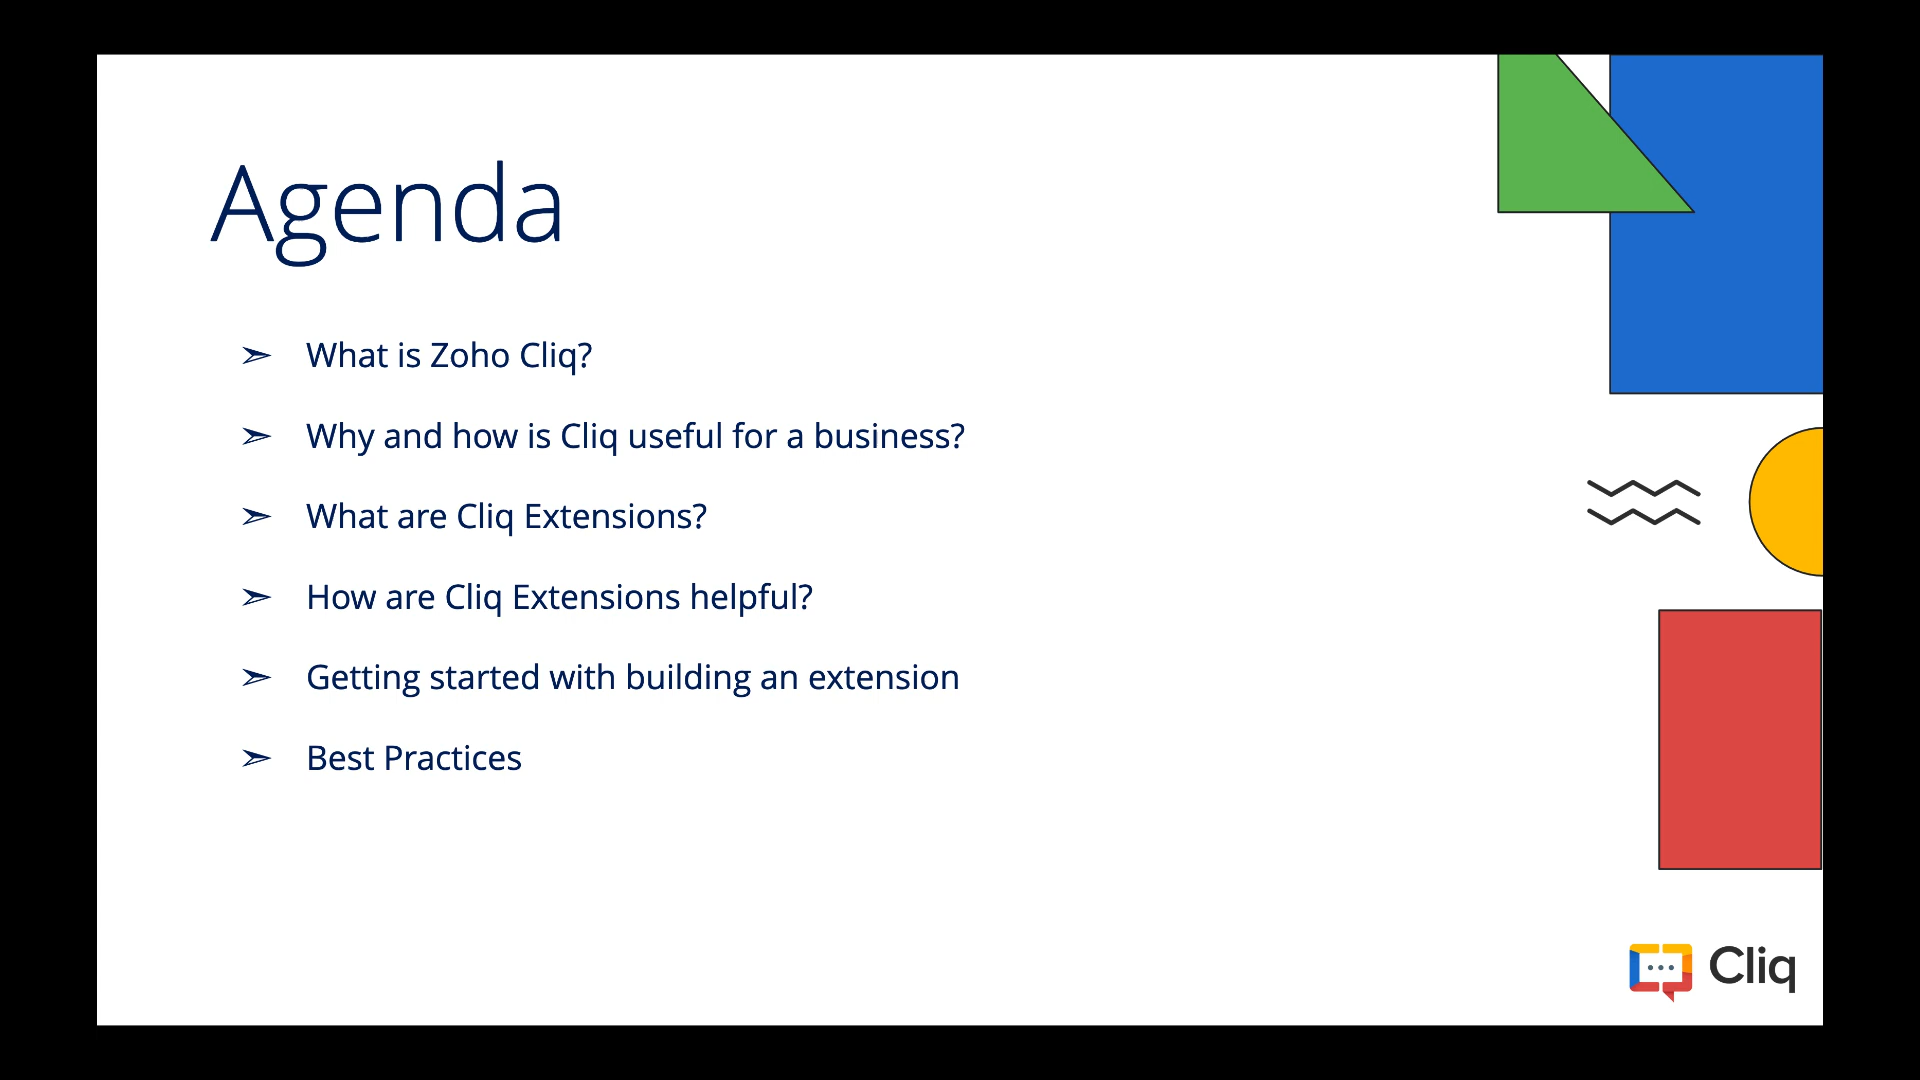 Agenda
➢ What is Zoho Cliq?
➢ Why and how is Cliq useful for a business?
➢ What are Cliq Extensions?
➢ How are Cliq Extensions helpful?
➢ Getting started with building an extension
➢ Best Practices
Cliq